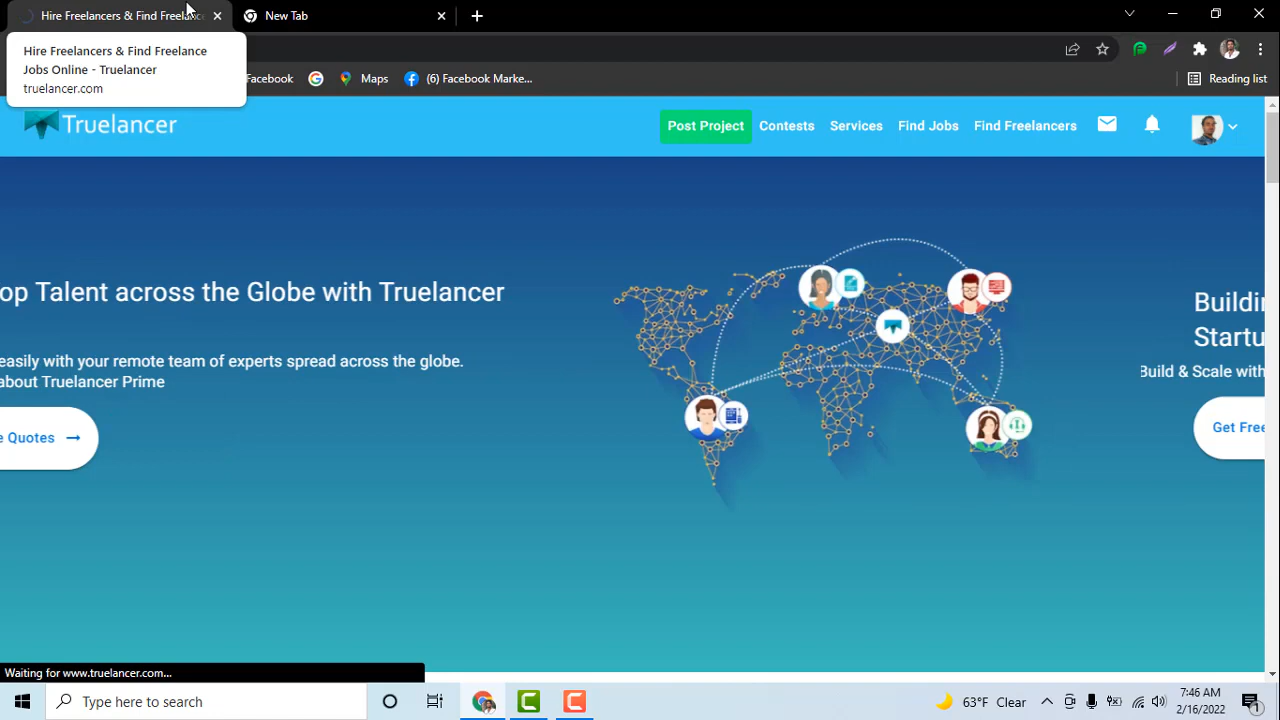 Hire Freelancers & Find Freelanc
New Tab
Hire Freelancers & Find Freelance
Jobs Online - Truelancer
truelancer.com
Facebook
Maps
(6) Facebook Marke...
Reading list
Truelancer
Post Project
Contests
Services
Find Jobs
Find Freelancers
op Talent across the Globe with Truelancer
easily with your remote team of experts spread across the globe.
about Truelancer Prime
e Quotes
Buildin
Startu
Build & Scale with
Get Free
Waiting for www.truelancer.com...
Type here to search
63°F Clear
7:46 AM
2/16/2022
1